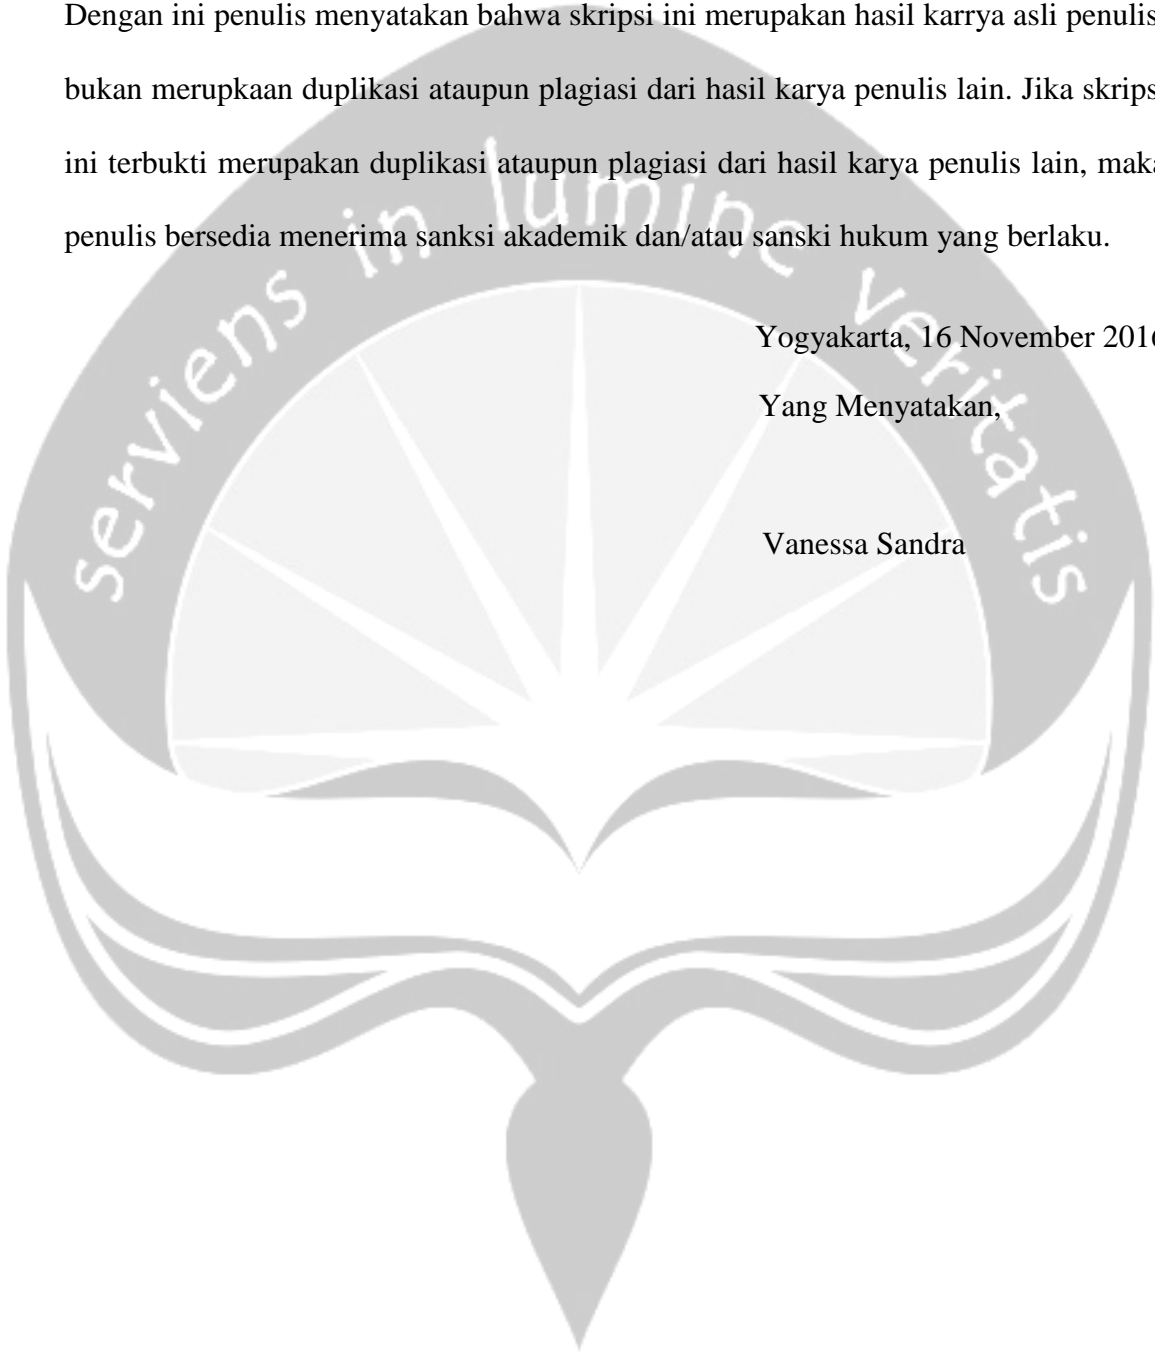 Dengan ini penulis menyatakan bahwa skripsi ini merupakan hasil karrya asli penulis
bukan merupkaan duplikasi ataupun plagiasi dari hasil karya penulis lain. Jika skrips
ini terbukti merupakan duplikasi ataupun plagiasi dari hasil karya penulis lain, maka
penulis bersedia menerima sanksi akademik dan/atau sanski hukum yang berlaku.
serviens in lumine veritatis
Yogyakarta, 16 November 2016
Yang Menyatakan,
Vanessa Sandra